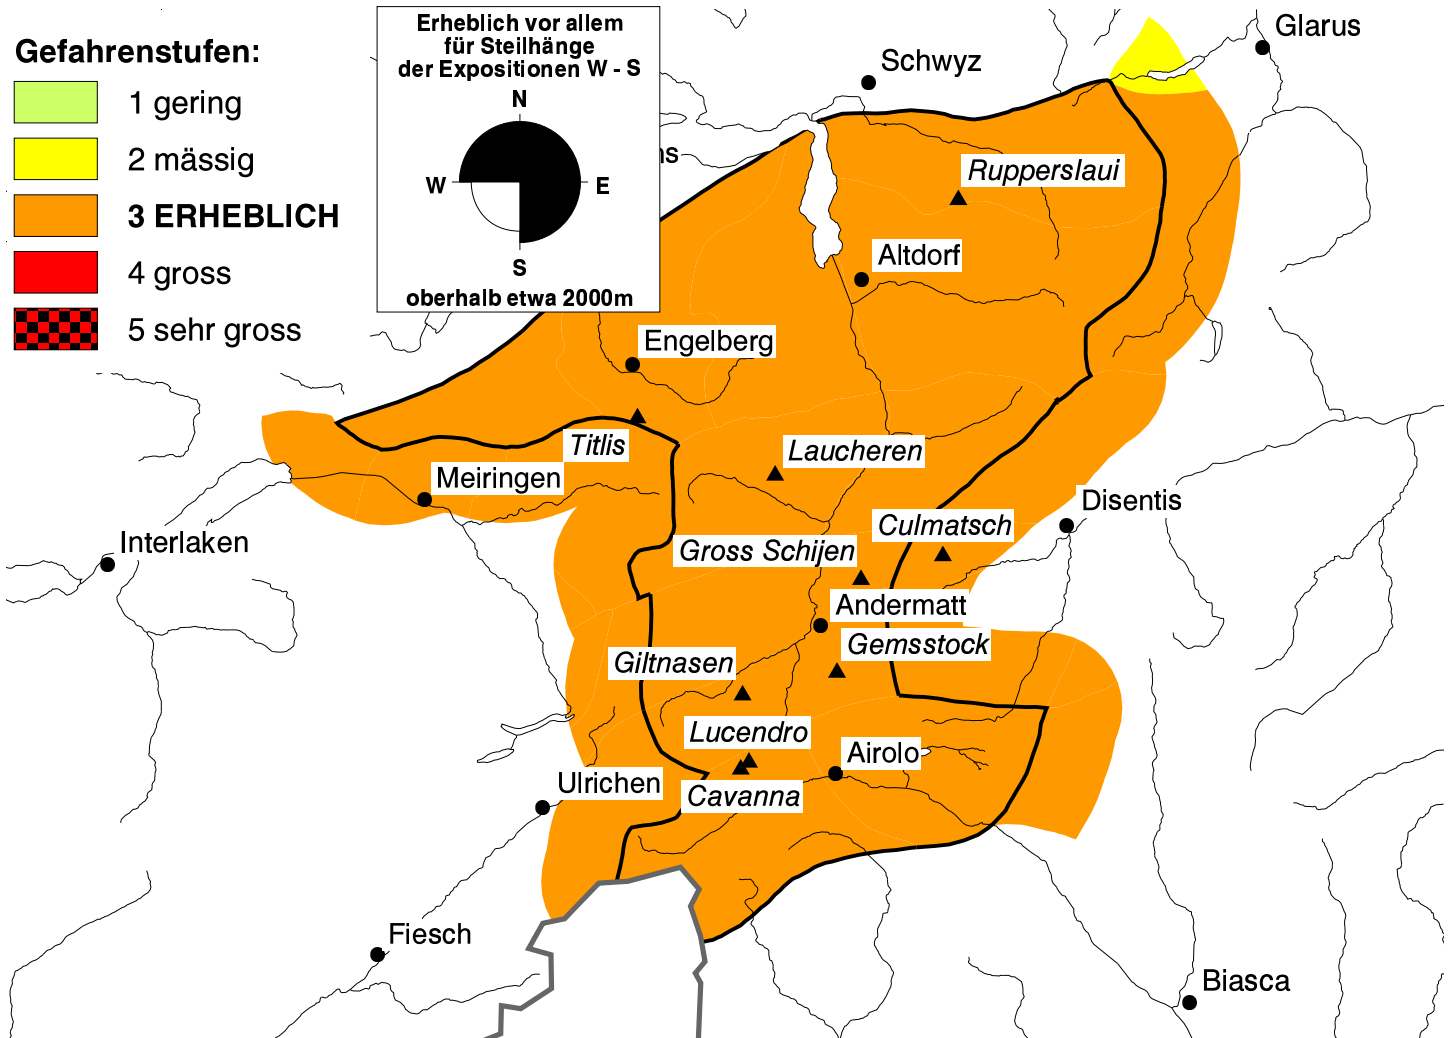 Gefahrenstufen:
1 gering
2 mässig
3 ERHEBLICH
4 gross
5 sehr gross
Erheblich vor allem
für Steilhänge
der Expositionen W - S
N
W
E
S
oberhalb etwa 2000m
Glarus
Schwyz
ns
Rupperslaui
Altdorf
Engelberg
Titlis
Laucheren
Meiringen
Disentis
Culmatsch
Interlaken
Gross Schijen
Andermatt
Gemsstock
Giltnasen
Lucendro
Airolo
Ulrichen
Cavanna
Fiesch
Biasca